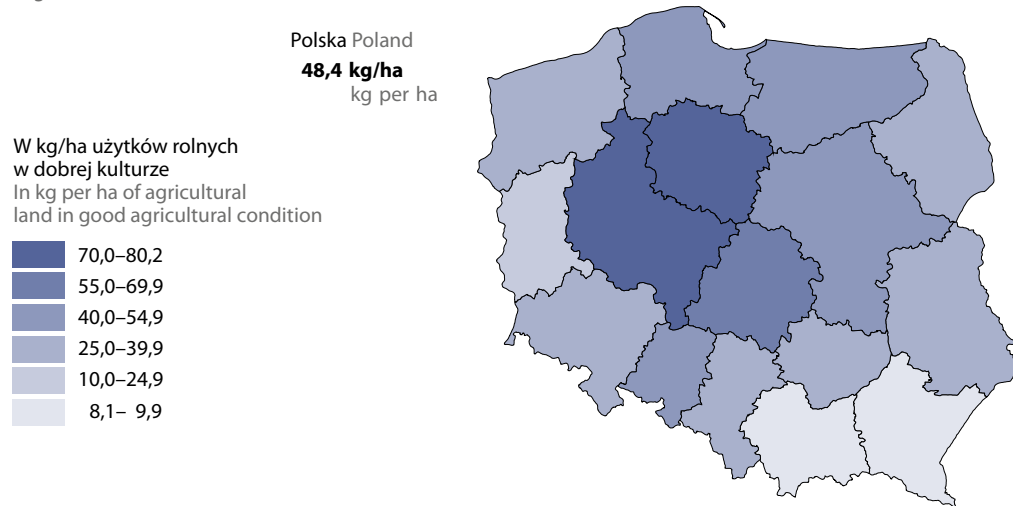 Polska Poland
48,4 kg/ha
kg per ha
W kg/ha użytków rolnych
w dobrej kulturze
In kg per ha of agricultural
land in good agricultural condition
70,0–80,2
55,0–69,9
40,0–54,9
25,0–39,9
10,0–24,9
8,1– 9,9